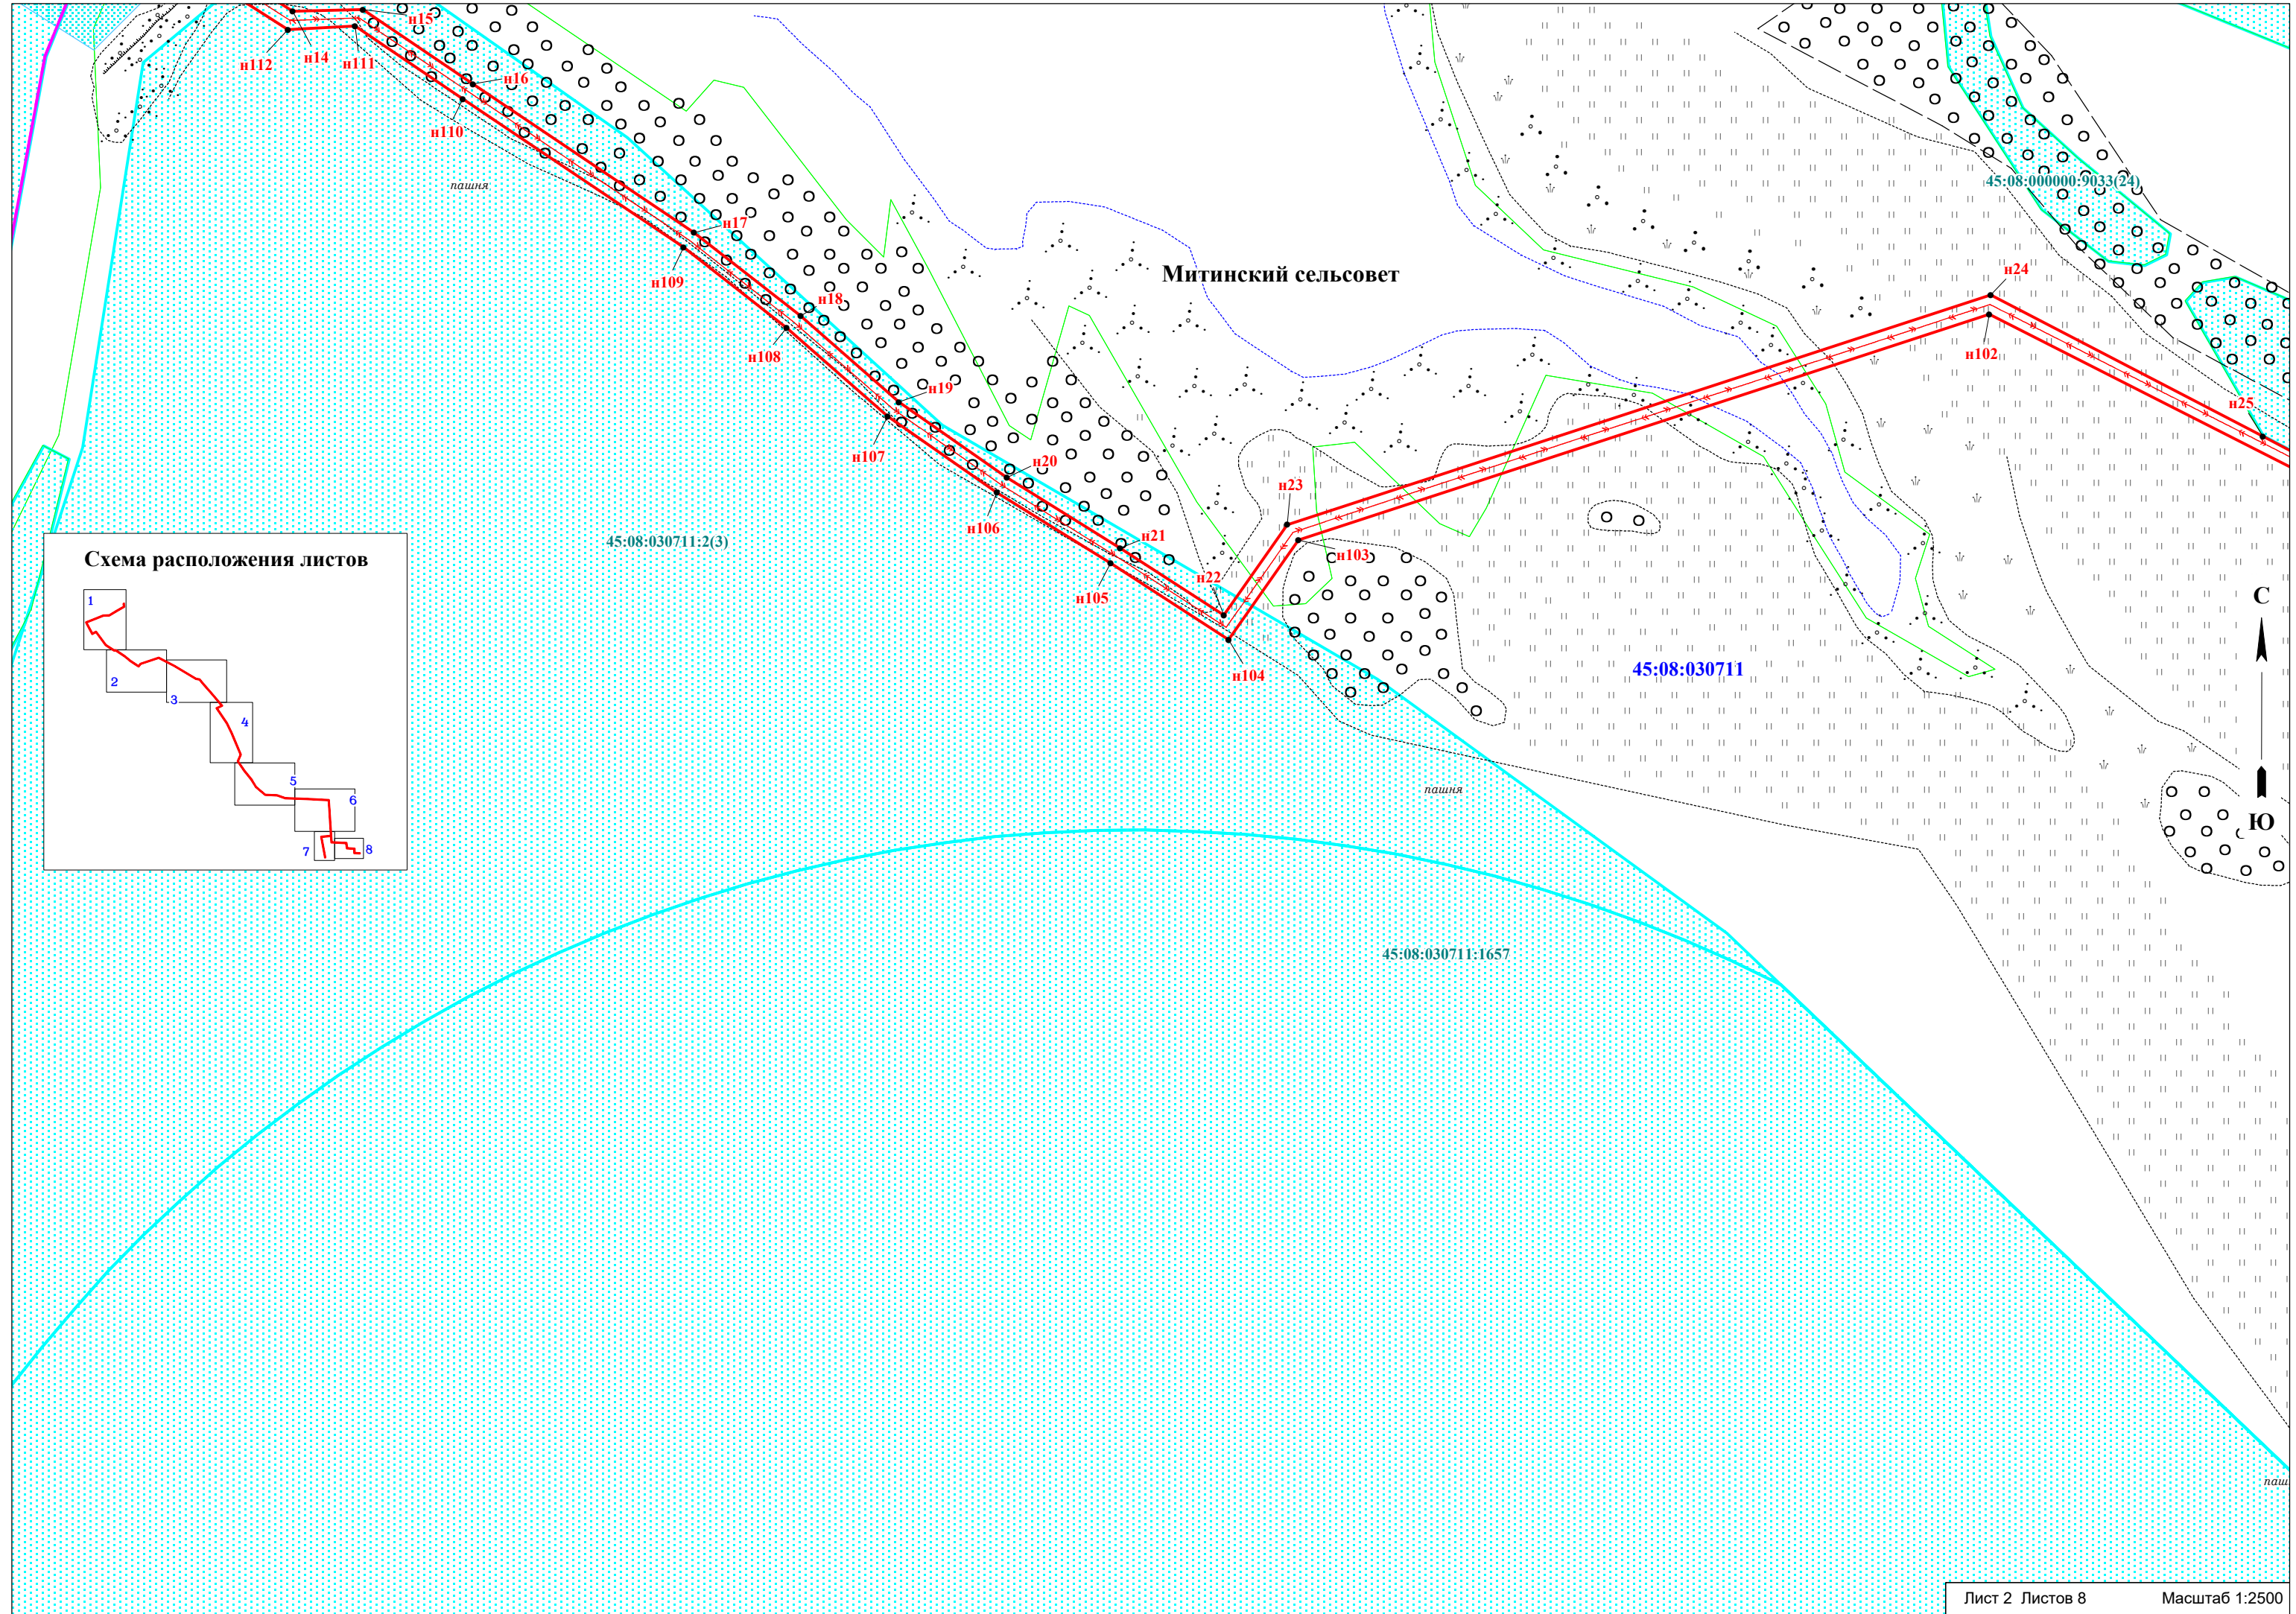 н15
н112
н14
н111
н16
н110
пашня
45:08:000000:9033(24)
н17
н109
Митинский сельсовет
н24
н18
н108
н102
н19
н25
н107
н20
н23
н106
45:08:030711:2(3)
н21
н103
Схема расположения листов
н22
н105
С
1
н104
45:08:030711
2
3
4
5
пашня
6
Ю
7
8
45:08:030711:1657
паш
Лист 2 Листов 8
Масштаб 1:2500